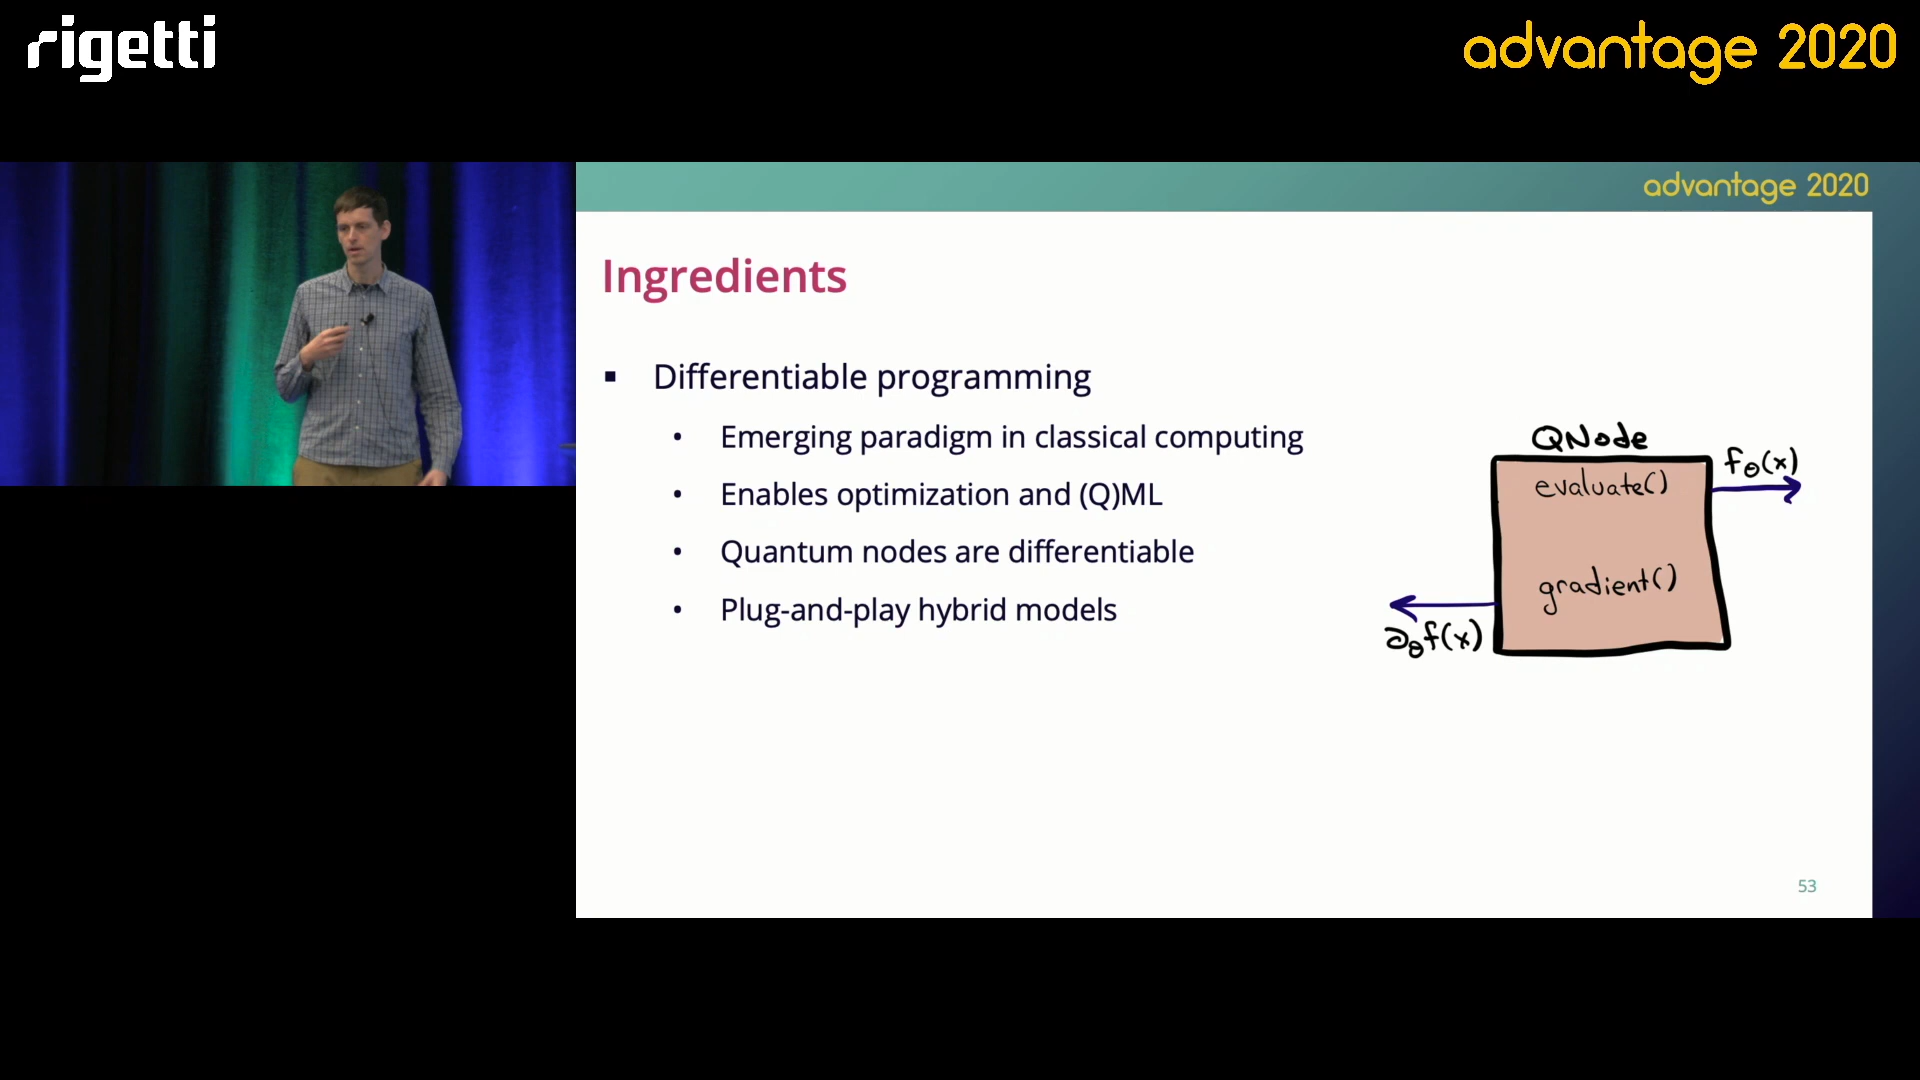 rigetti
advantage 2020
advantage 2020
Ingredients
▪ Differentiable programming
• Emerging paradigm in classical computing
• Enables optimization and (Q)ML
• Quantum nodes are differentiable
• Plug-and-play hybrid models
QNode
evaluate()
fθ(x)
gradient()
∂θf(x)
53